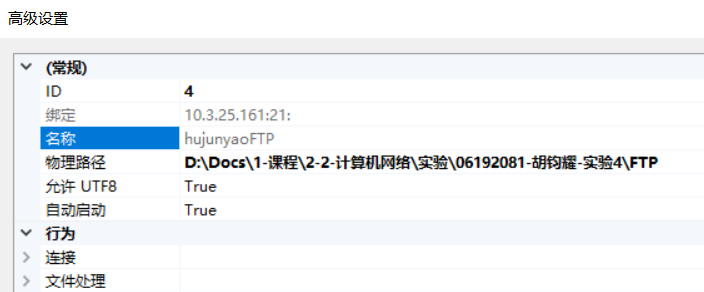 高级设置
(常规)
ID 4
绑定 10.3.25.161:21:
名称 hujunyaoFTP
物理路径 D:\Docs\1-课程\2-2-计算机网络\实验\06192081-胡钧耀-实验4\FTP
允许 UTF8 True
自动启动 True
行为
连接
文件处理